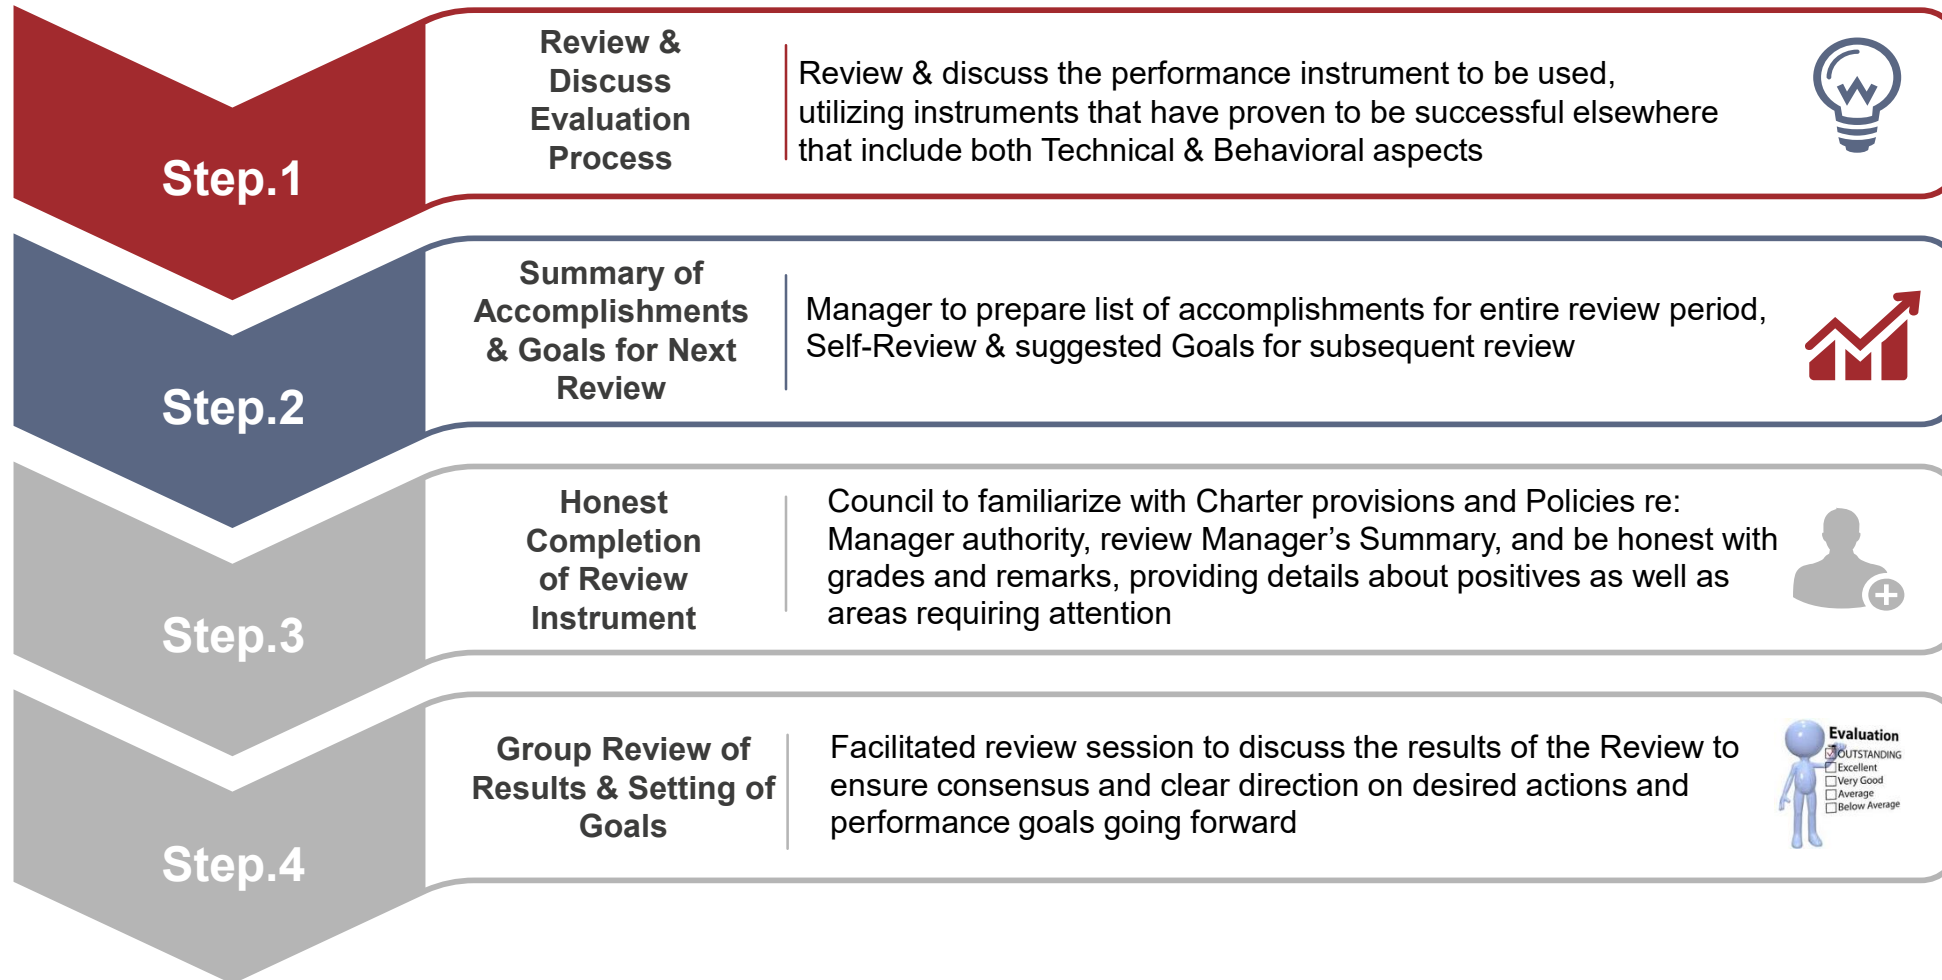 Step.1
Review &
Discuss
Evaluation
Process
Review & discuss the performance instrument to be used,
utilizing instruments that have proven to be successful elsewhere
that include both Technical & Behavioral aspects
Step.2
Summary of
Accomplishments
& Goals for Next
Review
Manager to prepare list of accomplishments for entire review period,
Self-Review & suggested Goals for subsequent review
Step.3
Honest
Completion
of Review
Instrument
Council to familiarize with Charter provisions and Policies re:
Manager authority, review Manager’s Summary, and be honest with
grades and remarks, providing details about positives as well as
areas requiring attention
Step.4
Group Review of
Results & Setting of
Goals
Facilitated review session to discuss the results of the Review to
ensure consensus and clear direction on desired actions and
performance goals going forward
Evaluation
OUTSTANDING
Excellent
Very Good
Average
Below Average